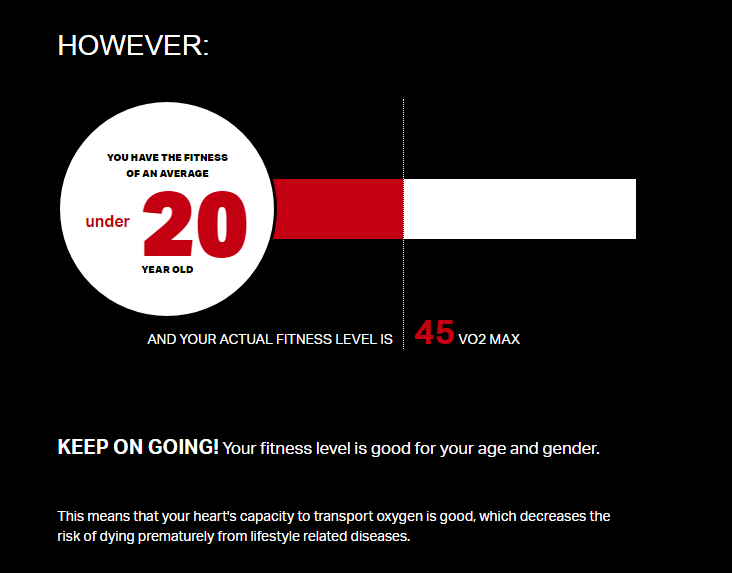 HOWEVER:
YOU HAVE THE FITNESS
OF AN AVERAGE
under 20
YEAR OLD
AND YOUR ACTUAL FITNESS LEVEL IS 45 VO2 MAX
KEEP ON GOING! Your fitness level is good for your age and gender.
This means that your heart's capacity to transport oxygen is good, which decreases the
risk of dying prematurely from lifestyle related diseases.